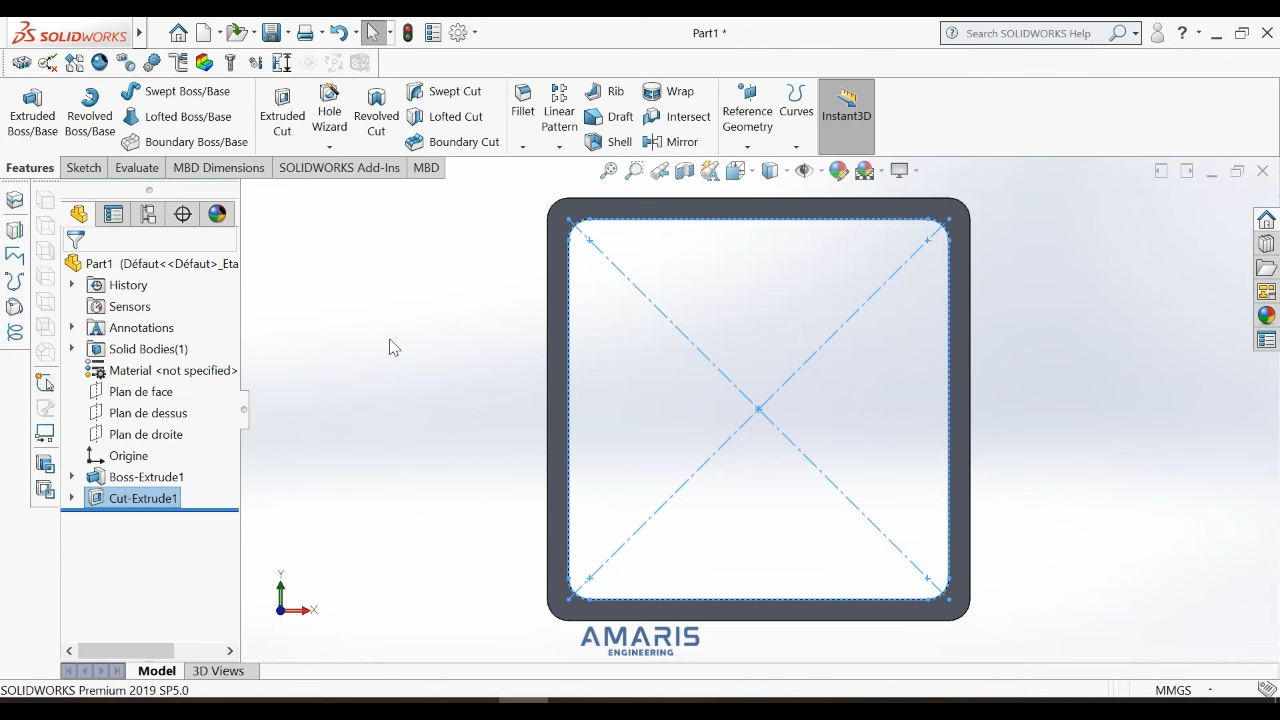 SOLIDWORKS
Part1 *
Search SOLIDWORKS Help
Extruded Boss/Base
Revolved Boss/Base
Swept Boss/Base
Lofted Boss/Base
Boundary Boss/Base
Extruded Cut
Hole Wizard
Revolved Cut
Swept Cut
Lofted Cut
Boundary Cut
Fillet
Linear Pattern
Rib
Draft
Shell
Wrap
Intersect
Mirror
Reference Geometry
Curves
Instant3D
Features
Sketch
Evaluate
MBD Dimensions
SOLIDWORKS Add-Ins
MBD
Part1 (Défaut<<Défaut>_Eta
History
Sensors
Annotations
Solid Bodies(1)
Material <not specified>
Plan de face
Plan de dessus
Plan de droite
Origine
Boss-Extrude1
Cut-Extrude1
Y
X
AMARIS
ENGINEERING
Model
3D Views
SOLIDWORKS Premium 2019 SP5.0
MMGS